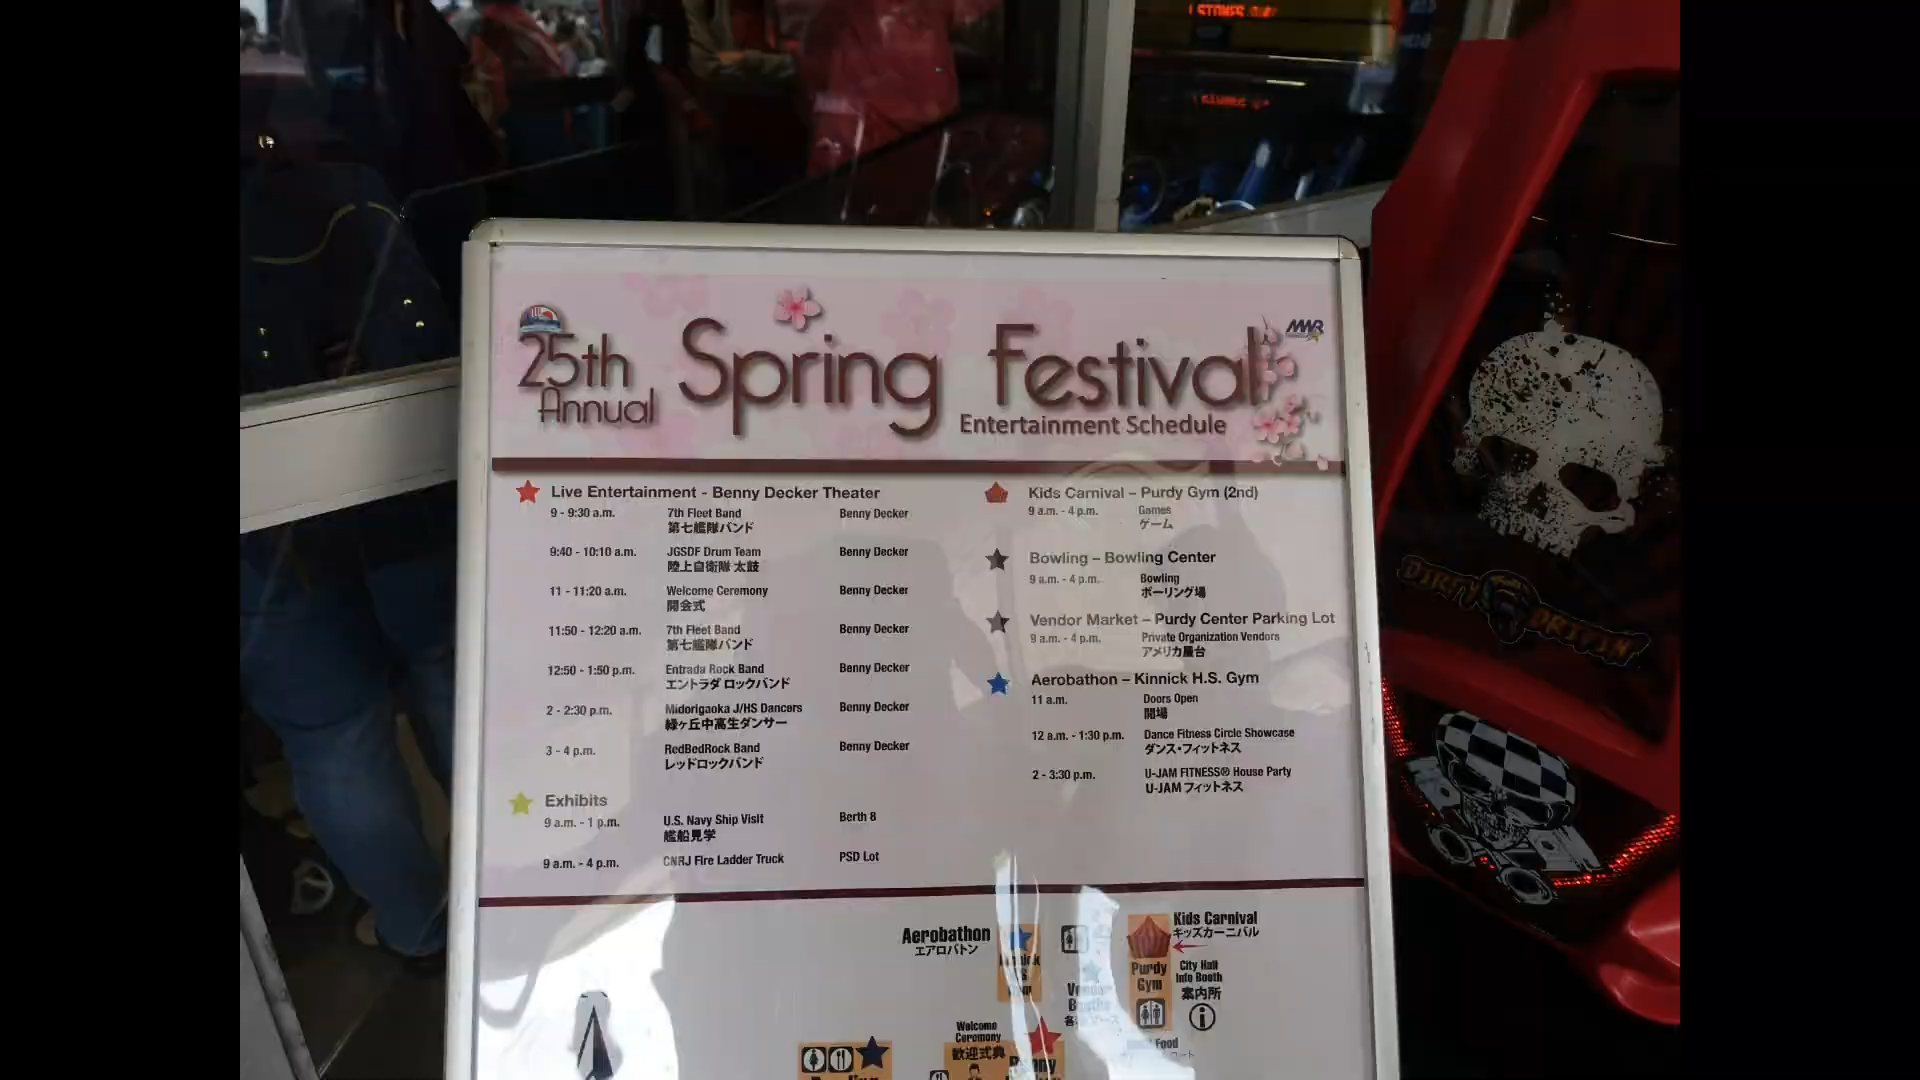 25th
Annual
Spring Festival
MWR
Entertainment Schedule
Live Entertainment - Benny Decker Theater
9 - 9:30 a.m. 7th Fleet Band Benny Decker
第七艦隊バンド
9:40 - 10:10 a.m. JGSDF Drum Team Benny Decker
陸上自衛隊 太鼓
11 - 11:20 a.m. Welcome Ceremony Benny Decker
開会式
11:50 - 12:20 a.m. 7th Fleet Band Benny Decker
第七艦隊バンド
12:50 - 1:50 p.m. Entrada Rock Band Benny Decker
エントラダ ロックバンド
2 - 2:30 p.m. Midorigaoka J/HS Dancers Benny Decker
緑ヶ丘中高生ダンサー
3 - 4 p.m. RedBedRock Band Benny Decker
レッドロックバンド
Exhibits
9 a.m. - 1 p.m. U.S. Navy Ship Visit Berth 8
艦船見学
9 a.m. - 4 p.m. CNRJ Fire Ladder Truck PSD Lot
Kids Carnival – Purdy Gym (2nd)
9 a.m. - 4 p.m. Games
ゲーム
Bowling – Bowling Center
9 a.m. - 4 p.m. Bowling
ボーリング場
Vendor Market – Purdy Center Parking Lot
9 a.m. - 4 p.m. Private Organization Vendors
アメリカ屋台
Aerobathon – Kinnick H.S. Gym
11 a.m. Doors Open
開場
12 a.m. - 1:30 p.m. Dance Fitness Circle Showcase
ダンス・フィットネス
2 - 3:30 p.m. U-JAM FITNESS® House Party
U-JAM フィットネス
Aerobathon
エアロバトン
Kids Carnival
キッズカーニバル
Purdy
Gym
City Hall
Info Booth
案内所
Welcome
Ceremony
歓迎式典
Food
DIRTY
DRIVIN'